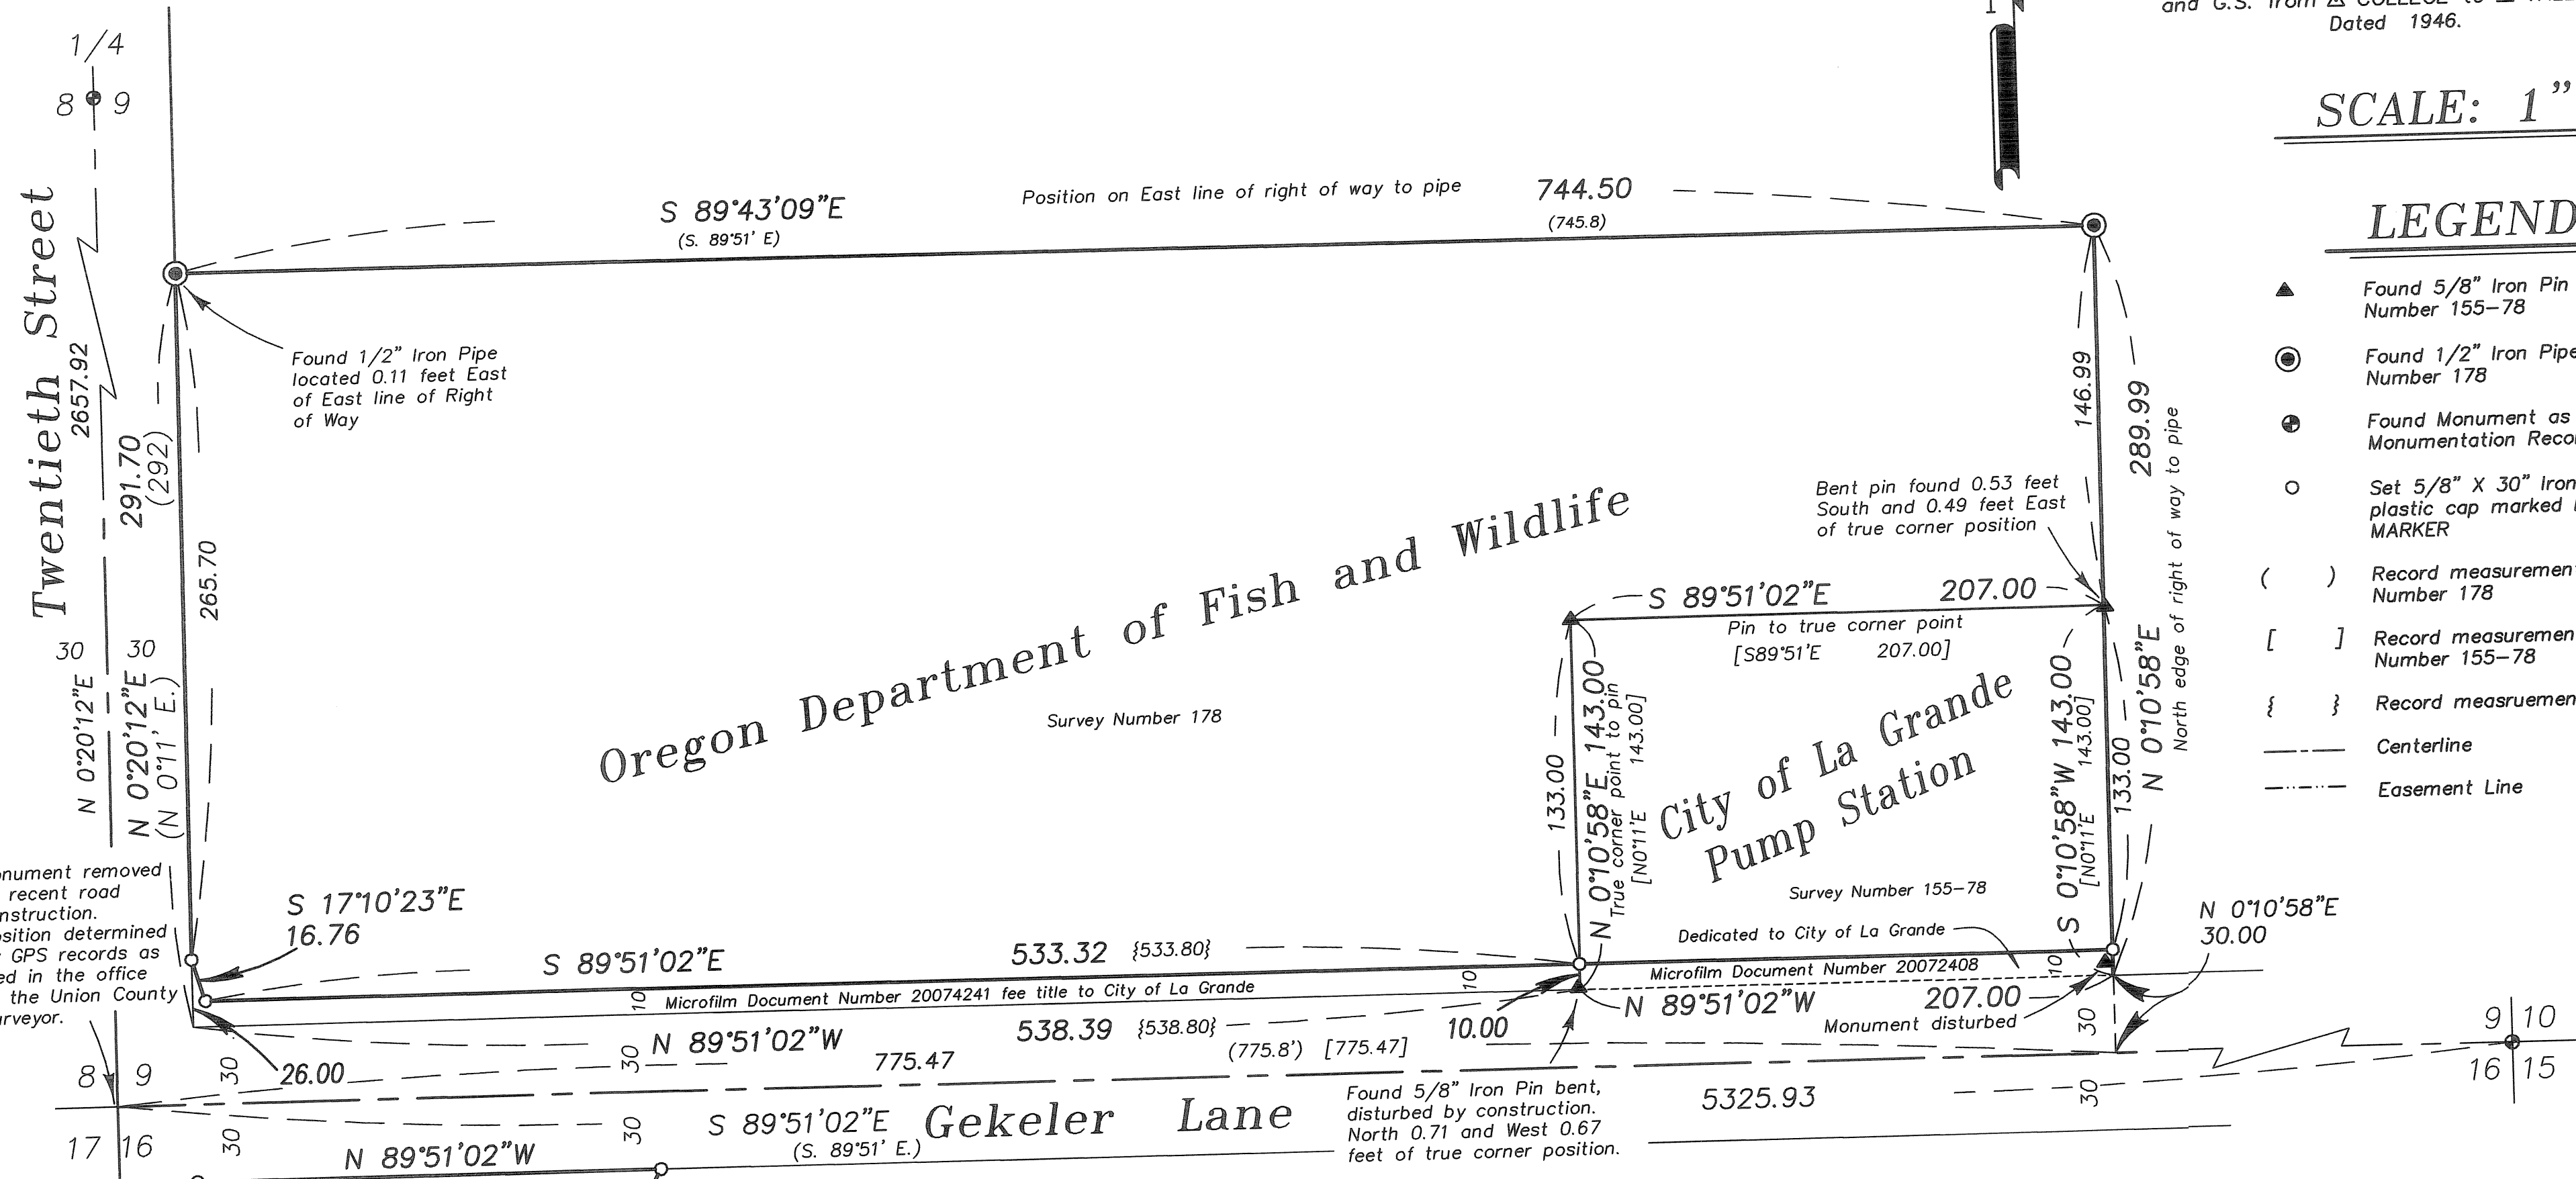 and G.S. from
Dated 1946.
1/4
8 9
SCALE: 1"
LEGEND
Twentieth Street
2657.92
291.70
(292)
S 89°43'09"E
(S. 89°51' E)
Position on East line of right of way to pipe
744.50
(745.8)
Found 1/2" Iron Pipe
located 0.11 feet East
of East line of Right
of Way
265.70
30 30
N 0°20'12"E
N 0°20'12"E
(N 0°11' E.)
146.99
289.99
North edge of right of way to pipe
N 0°10'58"E
Bent pin found 0.53 feet
South and 0.49 feet East
of true corner position
Oregon Department of Fish and Wildlife
Survey Number 178
S 89°51'02"E 207.00
Pin to true corner point
[S89°51'E 207.00]
133.00
N 0°10'58"E 143.00
True corner point to pin
[N0°11'E 143.00]
City of La Grande
Pump Station
Survey Number 155-78
S 0°10'58"W 143.00
[N0°11'E 143.00]
133.00
Dedicated to City of La Grande
Microfilm Document Number 20072408
10
N 0°10'58"E
30.00
removed
recent road
position determined
GPS records as
in the office
the Union County
S 17°10'23"E
16.76
S 89°51'02"E
533.32 {533.80}
10
Microfilm Document Number 20074241 fee title to City of La Grande
10
N 89°51'02"W
538.39 {538.80}
10.00
N 89°51'02"W 207.00
Monument disturbed
30
26.00
30
30
775.47
(775.8') [775.47]
8 9
17 16
30
30
S 89°51'02"E
(S. 89°51' E.)
Gekeler Lane
N 89°51'02"W
Found 5/8" Iron Pin bent,
disturbed by construction.
North 0.71 and West 0.67
feet of true corner position.
5325.93
30
9 10
16 15
Found 5/8" Iron Pin
Number 155-78
Found 1/2" Iron Pipe
Number 178
Found Monument as
Monumentation
Set 5/8" X 30" Iron
plastic cap marked
MARKER
( ) Record
Number 178
[ ] Record
Number 155-78
{ } Record
Centerline
Easement Line